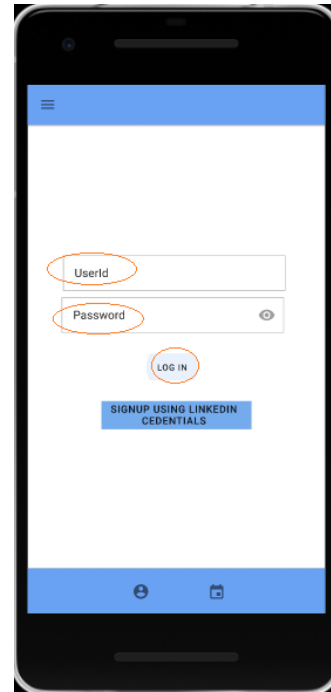 UserId
Password
LOG IN
SIGNUP USING LINKEDIN
CEDENTIALS